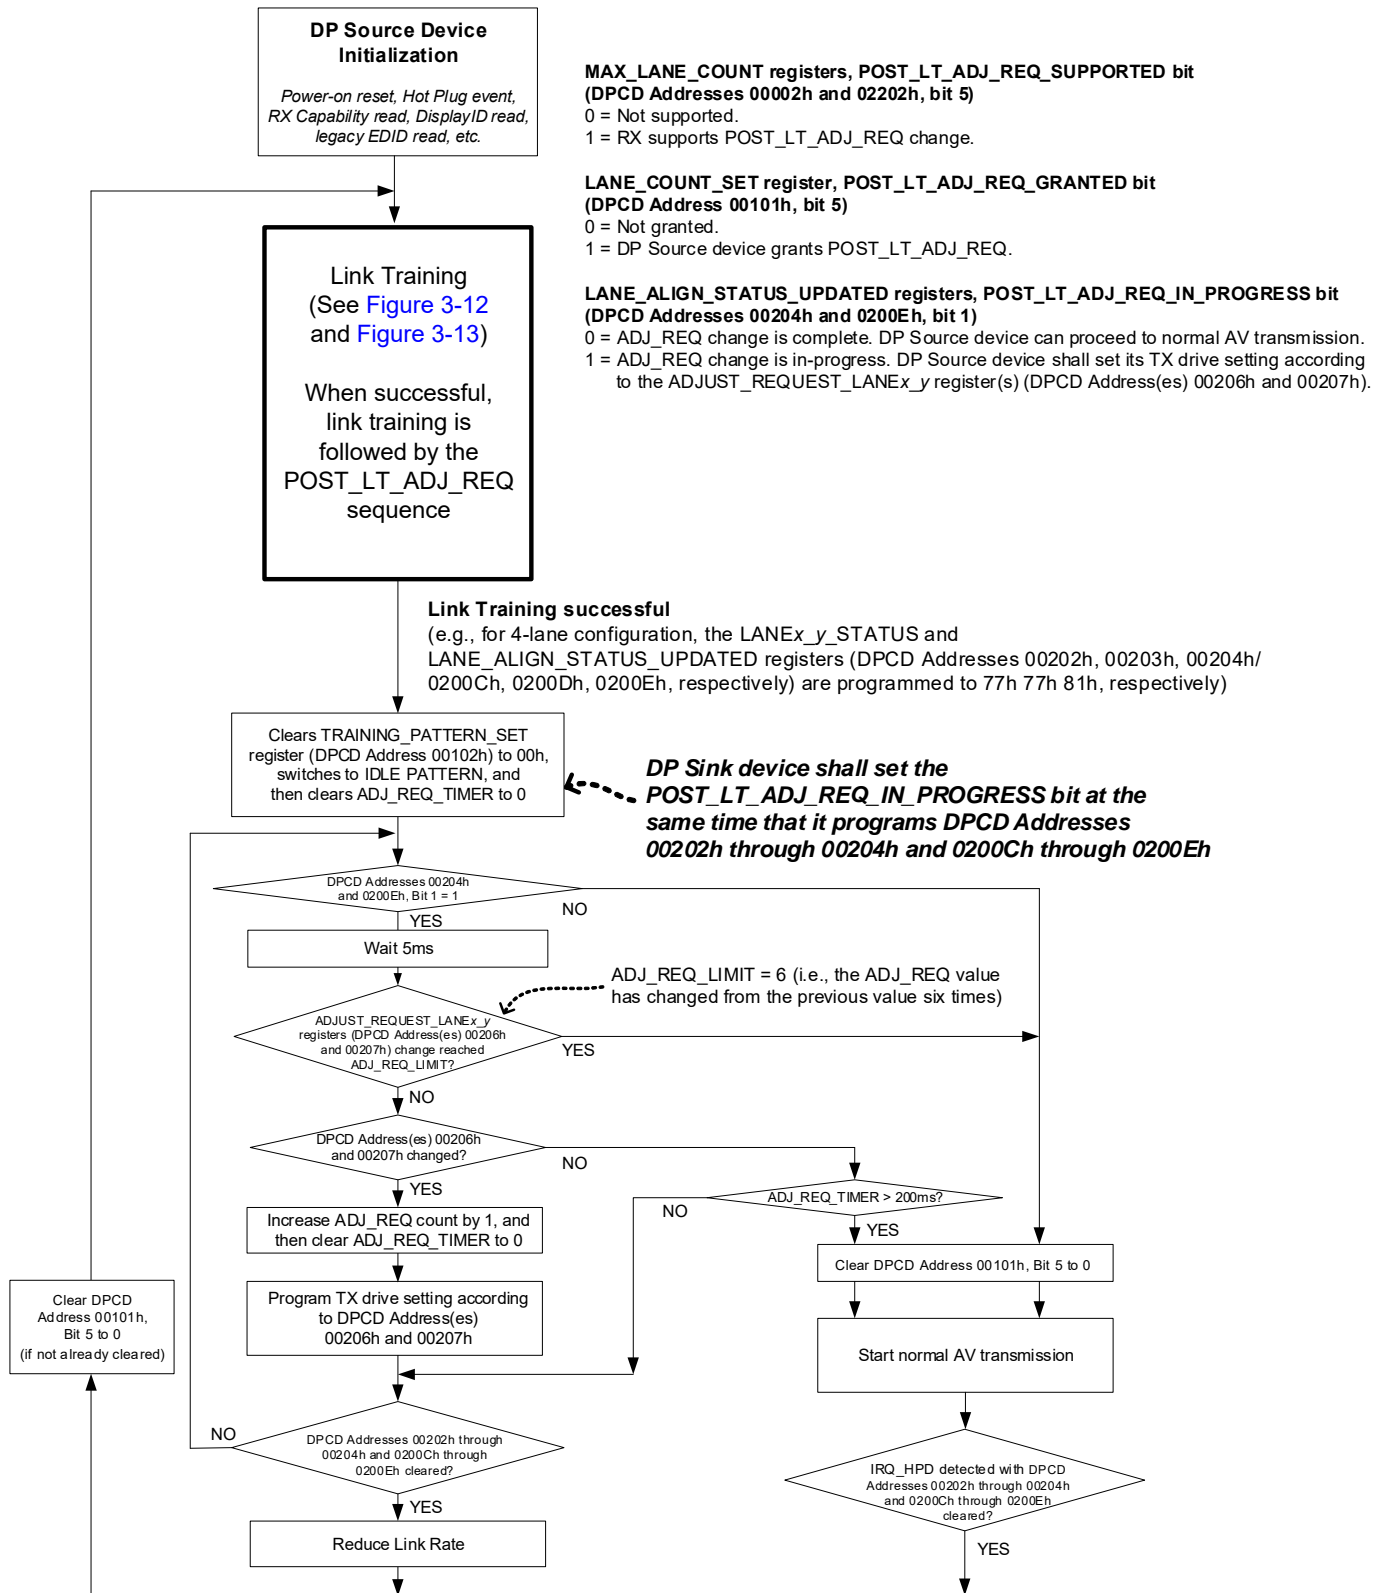 DP Source Device
Initialization
Power-on reset, Hot Plug event,
RX Capability read, DisplayID read,
legacy EDID read, etc.
MAX_LANE_COUNT registers, POST_LT_ADJ_REQ_SUPPORTED bit
(DPCD Addresses 00002h and 02202h, bit 5)
0 = Not supported.
1 = RX supports POST_LT_ADJ_REQ change.
LANE_COUNT_SET register, POST_LT_ADJ_REQ_GRANTED bit
(DPCD Address 00101h, bit 5)
0 = Not granted.
1 = DP Source device grants POST_LT_ADJ_REQ.
LANE_ALIGN_STATUS_UPDATED registers, POST_LT_ADJ_REQ_IN_PROGRESS bit
(DPCD Addresses 00204h and 0200Eh, bit 1)
0 = ADJ_REQ change is complete. DP Source device can proceed to normal AV transmission.
1 = ADJ_REQ change is in-progress. DP Source device shall set its TX drive setting according
to the ADJUST_REQUEST_LANEx_y register(s) (DPCD Address(es) 00206h and 00207h).
Link Training
(See Figure 3-12
and Figure 3-13)
When successful,
link training is
followed by the
POST_LT_ADJ_REQ
sequence
Link Training successful
(e.g., for 4-lane configuration, the LANEx_y_STATUS and
LANE_ALIGN_STATUS_UPDATED registers (DPCD Addresses 00202h, 00203h, 00204h/
0200Ch, 0200Dh, 0200Eh, respectively) are programmed to 77h 77h 81h, respectively)
Clears TRAINING_PATTERN_SET
register (DPCD Address 00102h) to 00h,
switches to IDLE PATTERN, and
then clears ADJ_REQ_TIMER to 0
DP Sink device shall set the
POST_LT_ADJ_REQ_IN_PROGRESS bit at the
same time that it programs DPCD Addresses
00202h through 00204h and 0200Ch through 0200Eh
DPCD Addresses 00204h
and 0200Eh, Bit 1 = 1
NO
YES
Wait 5ms
ADJ_REQ_LIMIT = 6 (i.e., the ADJ_REQ value
has changed from the previous value six times)
ADJUST_REQUEST_LANEx_y
registers (DPCD Address(es) 00206h
and 00207h) change reached
ADJ_REQ_LIMIT?
YES
NO
DPCD Address(es) 00206h
and 00207h changed?
NO
YES
ADJ_REQ_TIMER > 200ms?
NO
YES
Increase ADJ_REQ count by 1, and
then clear ADJ_REQ_TIMER to 0
Clear DPCD Address 00101h, Bit 5 to 0
Clear DPCD
Address 00101h,
Bit 5 to 0
(if not already cleared)
Program TX drive setting according
to DPCD Address(es)
00206h and 00207h
Start normal AV transmission
NO
DPCD Addresses 00202h through
00204h and 0200Ch through
0200Eh cleared?
YES
IRQ_HPD detected with DPCD
Addresses 00202h through 00204h
and 0200Ch through 0200Eh
cleared?
YES
Reduce Link Rate